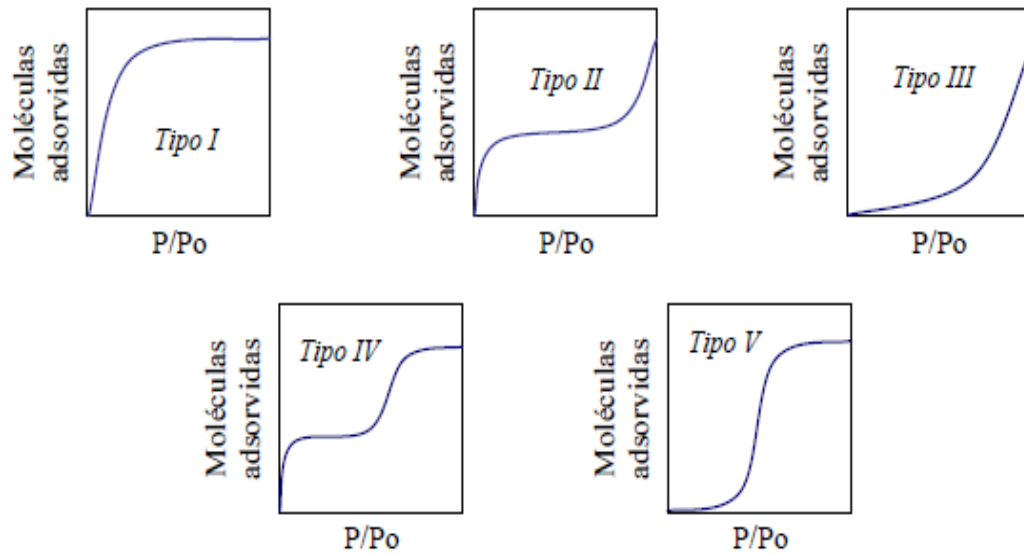 Moléculas
adsorvidas
Tipo I
P/Po
Moléculas
adsorvidas
Tipo II
P/Po
Moléculas
adsorvidas
Tipo III
P/Po
Moléculas
adsorvidas
Tipo IV
P/Po
Moléculas
adsorvidas
Tipo V
P/Po